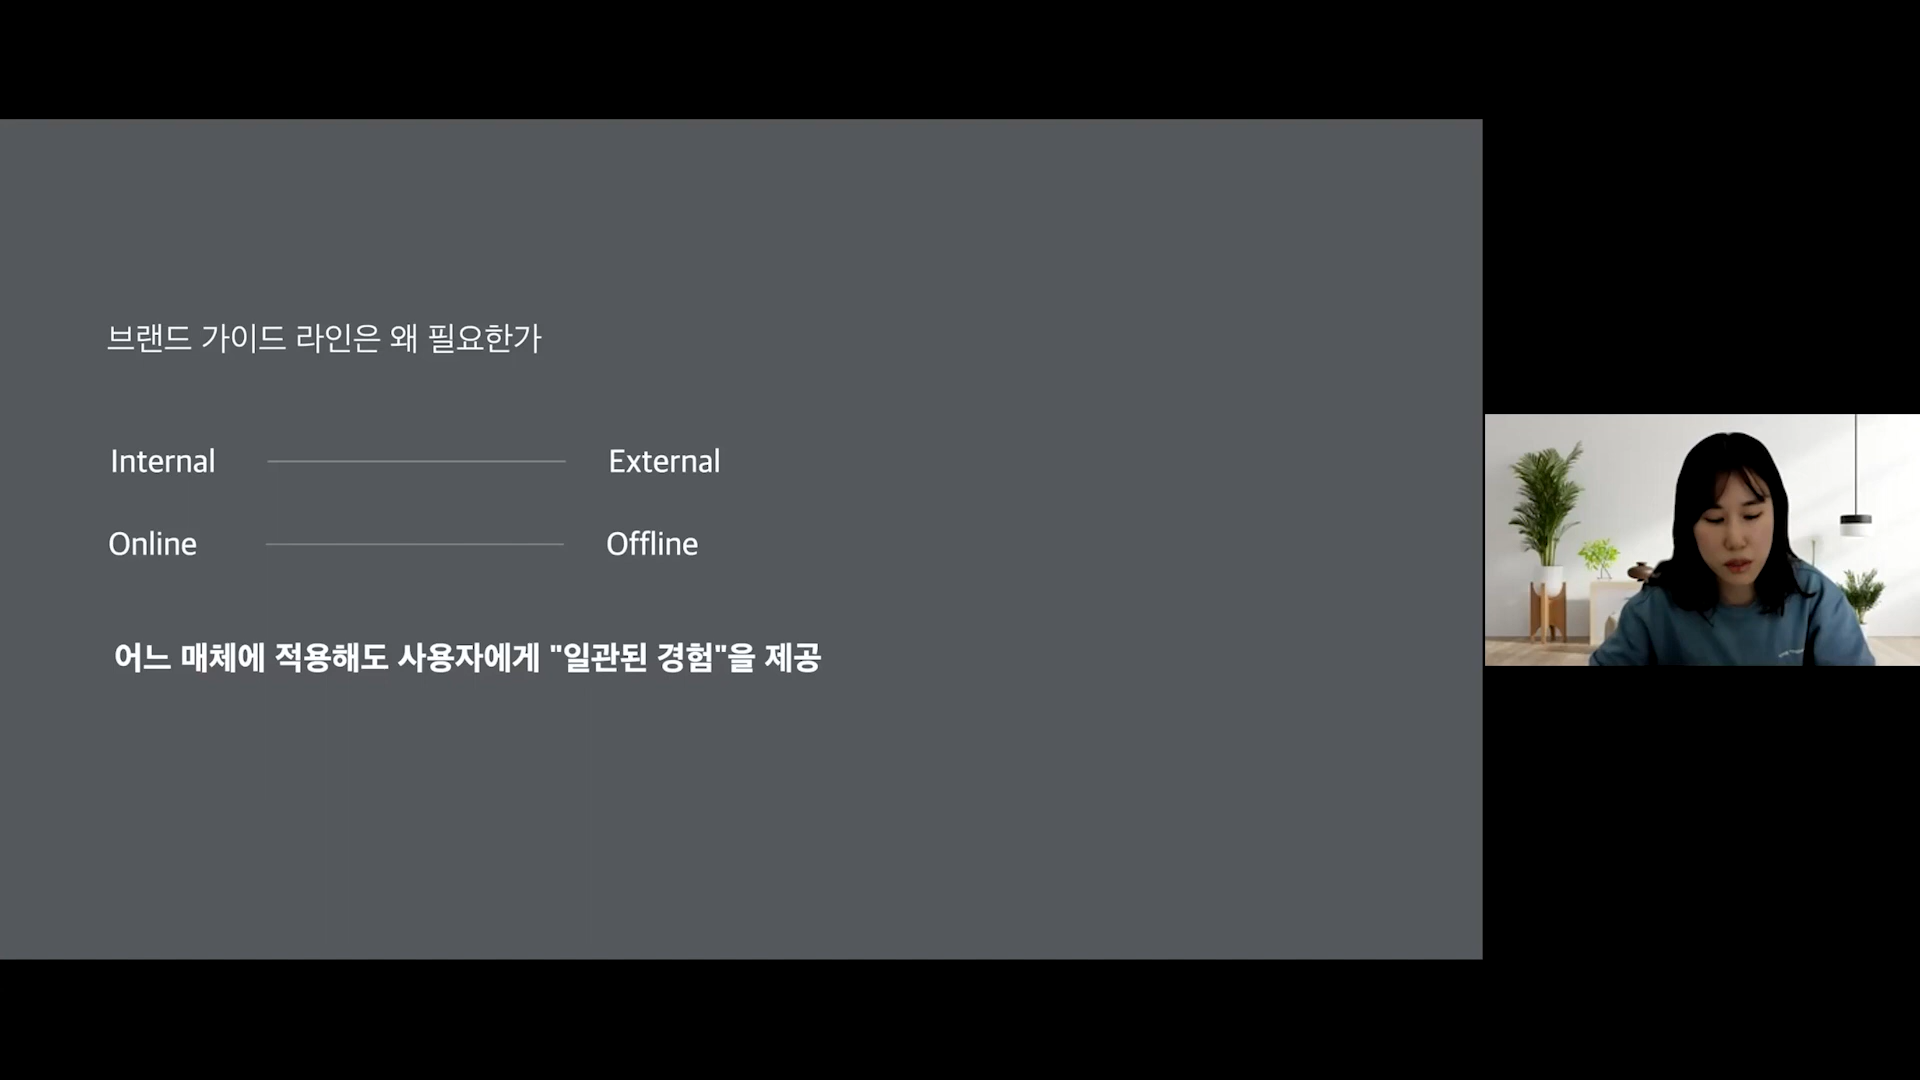 브랜드 가이드 라인은 왜 필요한가
Internal External
Online Offline
어느 매체에 적용해도 사용자에게 "일관된 경험"을 제공